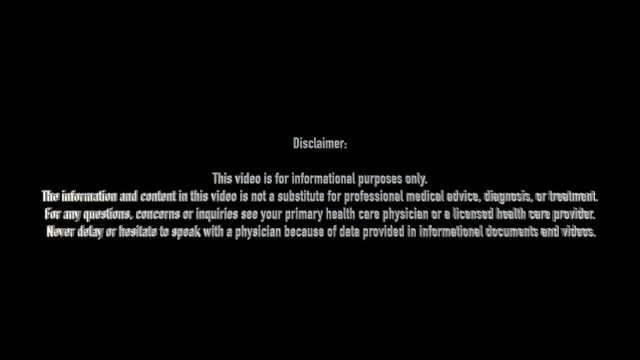 Disclaimer:
This video is for informational purposes only.
The information and content in this video is not a substitute for professional medical advice, diagnosis, or treatment.
For any questions, concerns or inquiries see your primary health care physician or a licensed health care provider.
Never delay or hesitate to speak with a physician because of data provided in informational documents and videos.